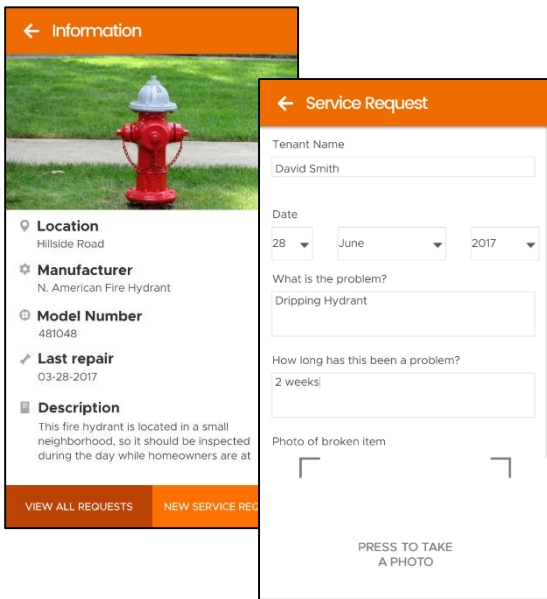 Information
Location
Hillside Road
Manufacturer
N. American Fire Hydrant
Model Number
481048
Last repair
03-28-2017
Description
This fire hydrant is located in a small
neighborhood, so it should be inspected
during the day while homeowners are at
VIEW ALL REQUESTS
NEW SERVICE REQ
Service Request
Tenant Name
David Smith
Date
28 June 2017
What is the problem?
Dripping Hydrant
How long has this been a problem?
2 weeks
Photo of broken item
PRESS TO TAKE
A PHOTO